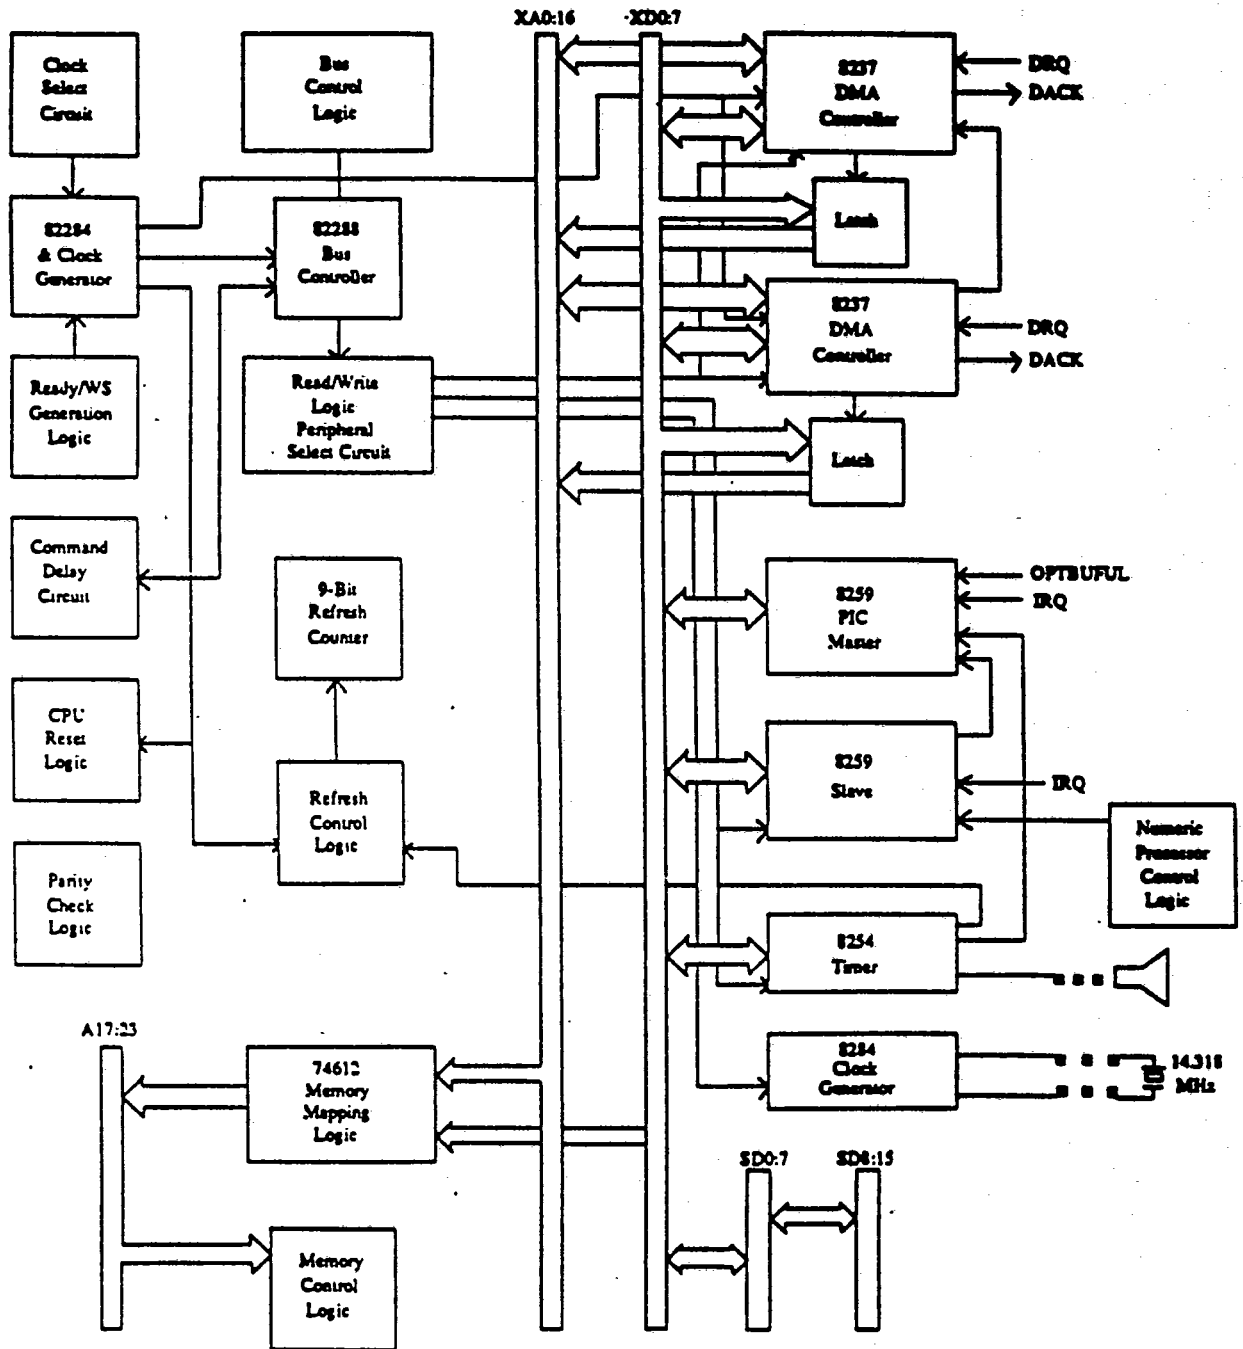 XA0:16
XD0:7
Clock
Select
Circuit
Bus
Control
Logic
8237
DMA
Controller
DRQ
DACK
82284
& Clock
Generator
82288
Bus
Controller
Latch
8237
DMA
Controller
DRQ
DACK
Ready/WS
Generation
Logic
Read/Write
Logic
Peripheral
Select Circuit
Latch
Command
Delay
Circuit
9-Bit
Refresh
Counter
8259
PIC
Master
OPTBUFUL
IRQ
CPU
Reset
Logic
Refresh
Control
Logic
8259
Slave
IRQ
Numeric
Processor
Control
Logic
Parity
Check
Logic
8254
Timer
A17:23
74612
Memory
Mapping
Logic
8284
Clock
Generator
14.318
MHz
SD0:7
SD8:15
Memory
Control
Logic